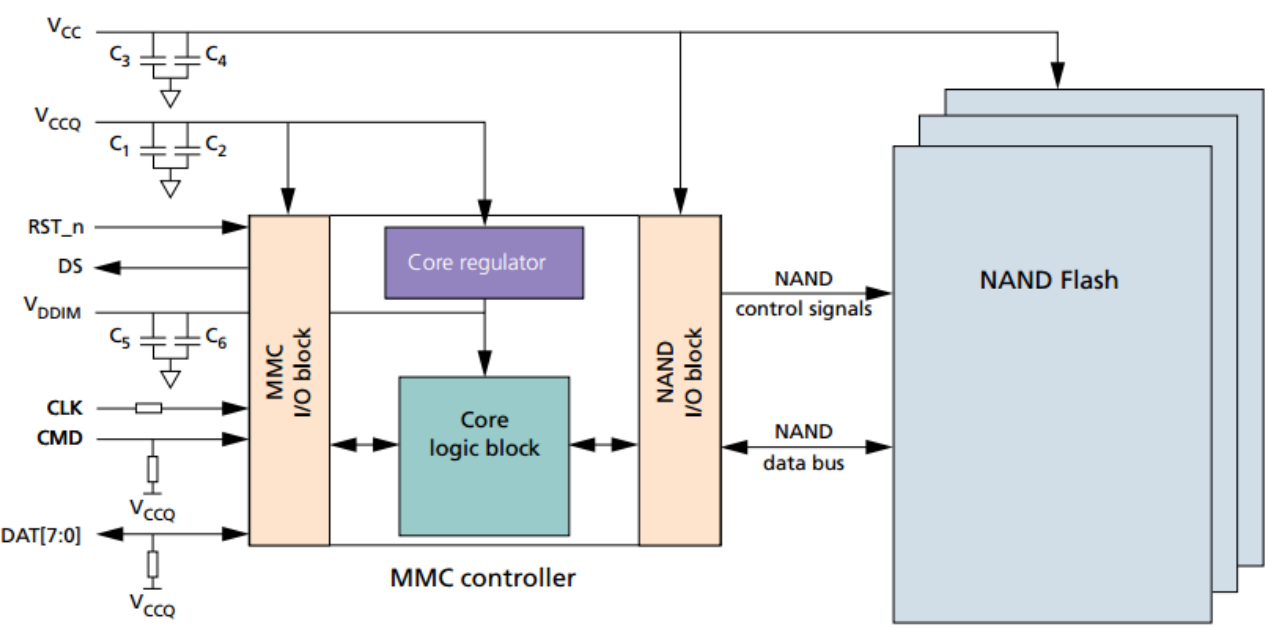 VCC
C3
C4
VCCQ
C1
C2
RST_n
DS
VDDIM
C5
C6
CLK
CMD
VCCQ
DAT[7:0]
VCCQ
MMC
I/O block
Core regulator
Core
logic block
NAND
I/O block
MMC controller
NAND
control signals
NAND
data bus
NAND Flash